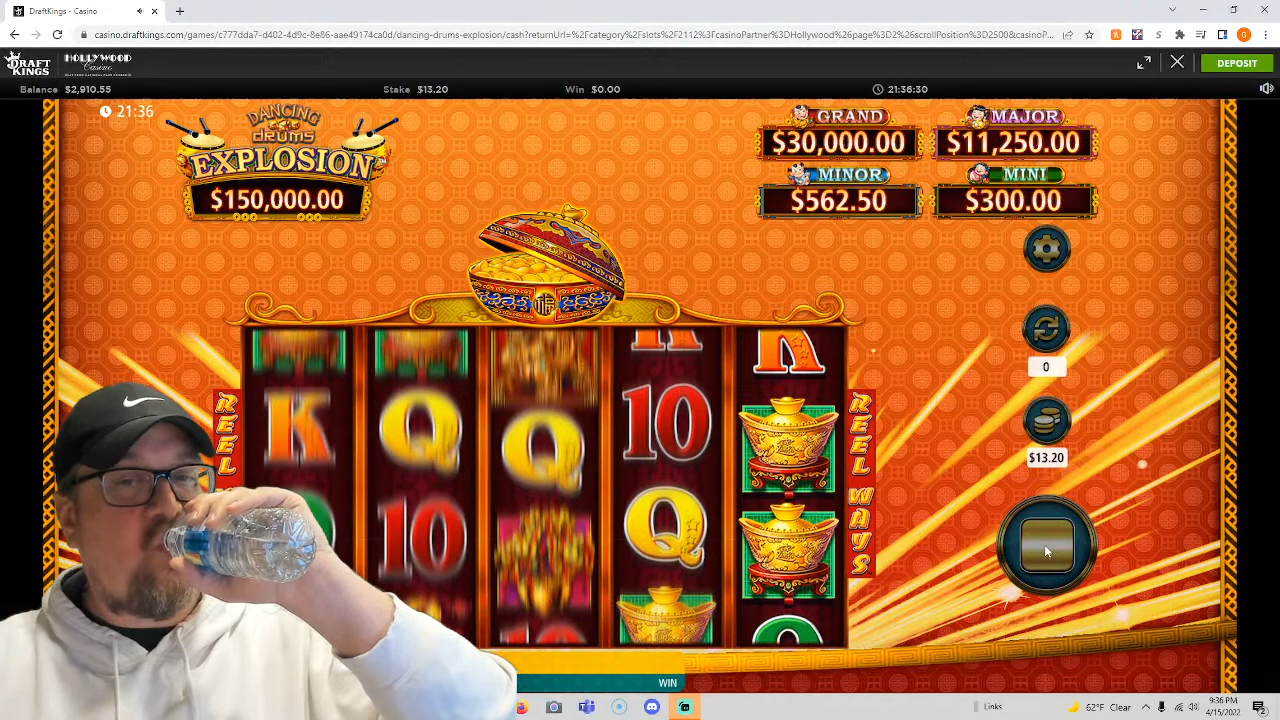 DraftKings - Casino
casino.draftkings.com/games/c777dda7-d402-4d9c-8e86-aae49174ca0d/dancing-drums-explosion/cash?returnUrl=%2Fcategory%2Fslots%2F2112%3FcasinoPartner%3DHollywood%26page%3D2%26scrollPosition%3D2500&casinoP...
DRAFT KINGS
HOLLYWOOD
Casino
DEPOSIT
Balance $2,910.55
Stake $13.20
Win $0.00
21:36:30
21:36
DANCING
drums
EXPLOSION
$150,000.00
GRAND
MAJOR
$30,000.00
$11,250.00
MINOR
MINI
$562.50
$300.00
0
$13.20
REEL
REEL WAYS
K
Q
Q
10
Q
10
WIN
Links
62°F Clear
9:36 PM
4/15/2022